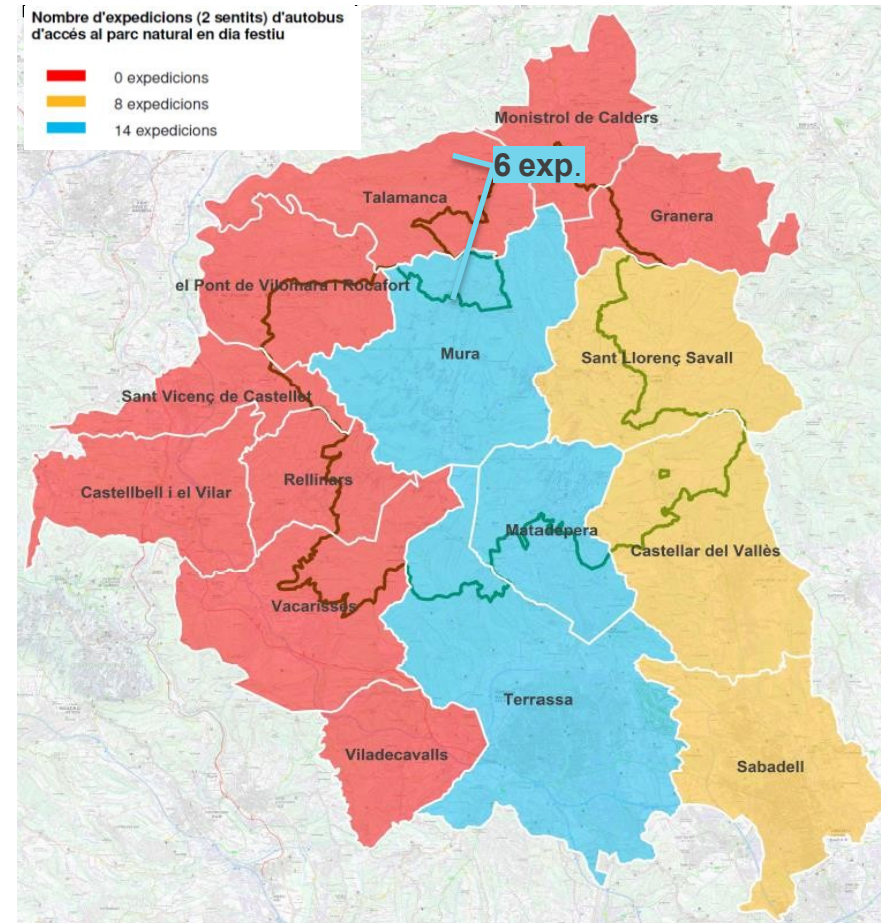 Nombre d'expedicions (2 sentits) d'autobus
d'accés al parc natural en dia festiu
0 expedicions
8 expedicions
14 expedicions
Monistrol de Calders
6 exp.
Talamanca
Granera
el Pont de Vilomara i Rocafort
Mura
Sant Llorenç Savall
Sant Vicenç de Castellet
Rellinars
Castellbell i el Vilar
Matadepera
Castellar del Vallès
Vacarisses
Terrassa
Viladecavalls
Sabadell